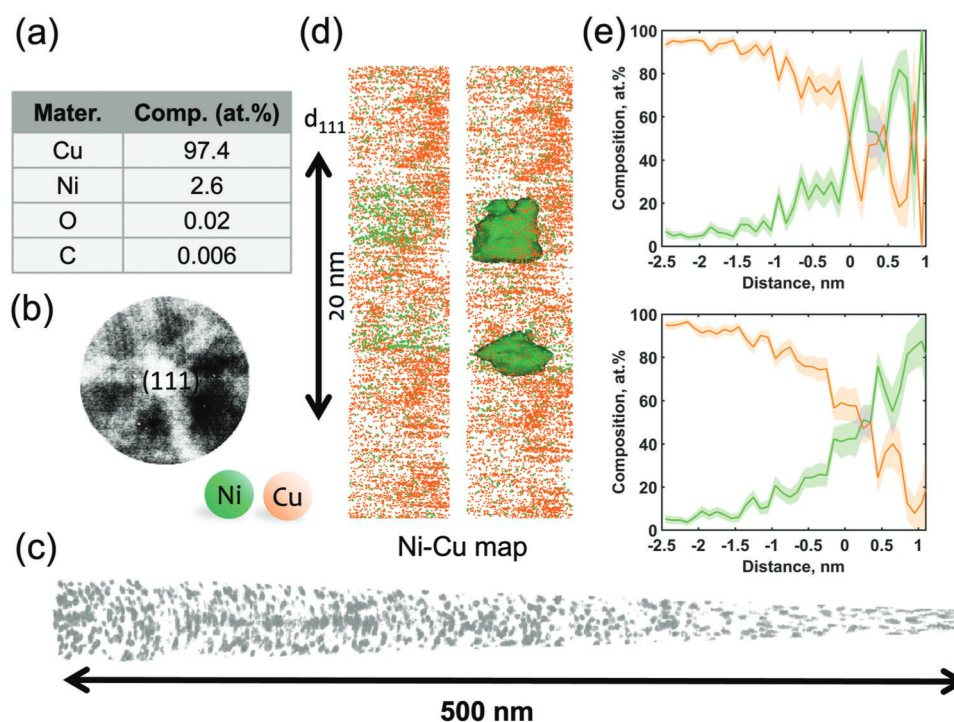 (a)
Mater. Comp. (at.%)
Cu 97.4
Ni 2.6
O 0.02
C 0.006
(b)
(111)
Ni Cu
(d)
d111
20 nm
Ni-Cu map
(e)
100
80
60
40
20
0
Composition, at.%
-2.5 -2 -1.5 -1 -0.5 0 0.5 1
Distance, nm
100
80
60
40
20
0
Composition, at.%
-2.5 -2 -1.5 -1 -0.5 0 0.5 1
Distance, nm
(c)
500 nm